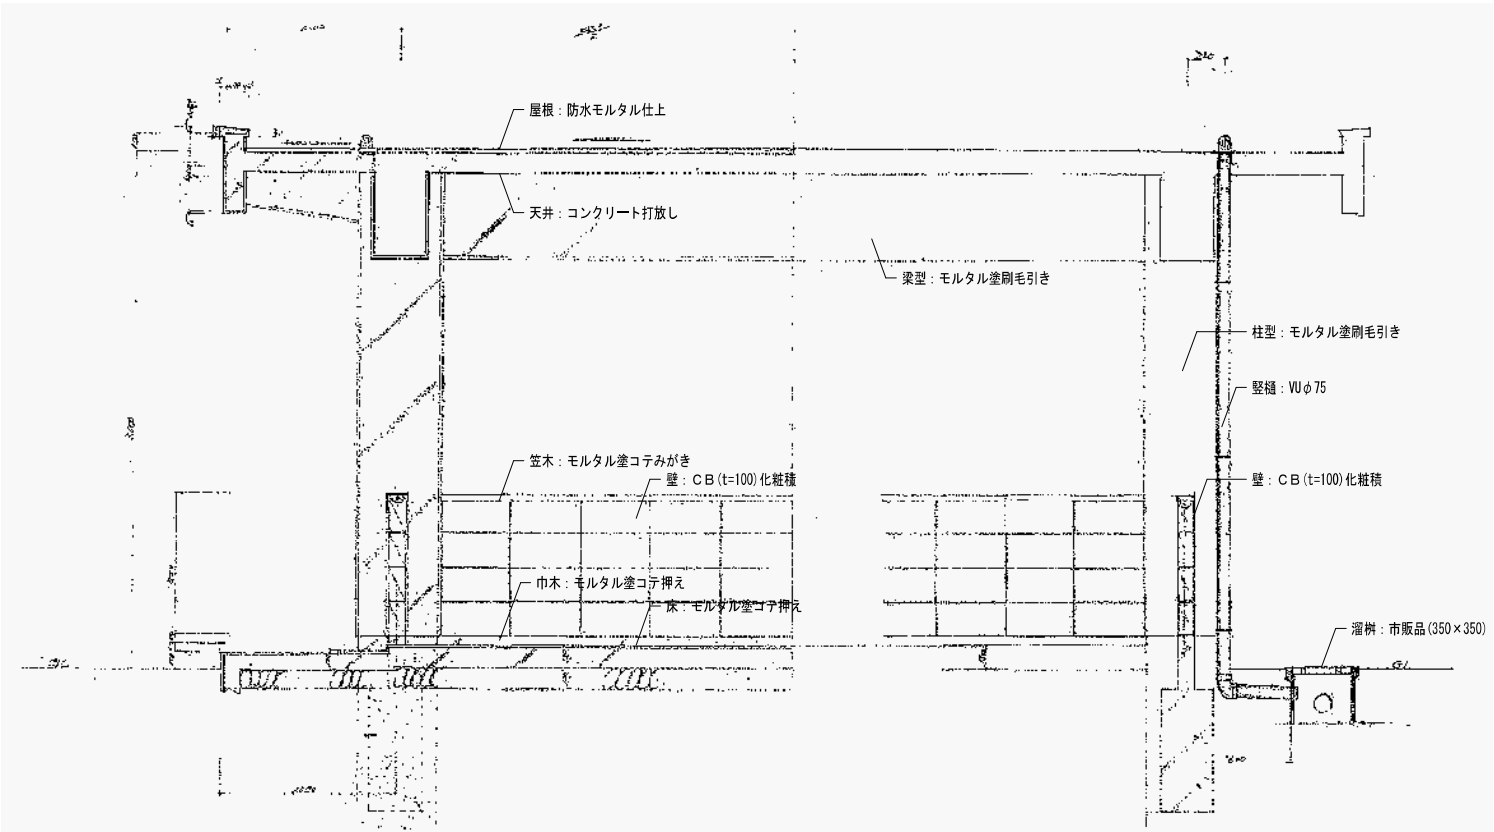 屋根：防水モルタル仕上
天井：コンクリート打放し
梁型：モルタル塗刷毛引き
柱型：モルタル塗刷毛引き
竪樋：VUφ75
笠木：モルタル塗コテみがき
壁：ＣＢ(t=100)化粧積
壁：ＣＢ(t=100)化粧積
巾木：モルタル塗コテ押え
床：モルタル塗コテ押え
溜桝：市販品(350×350)
GL